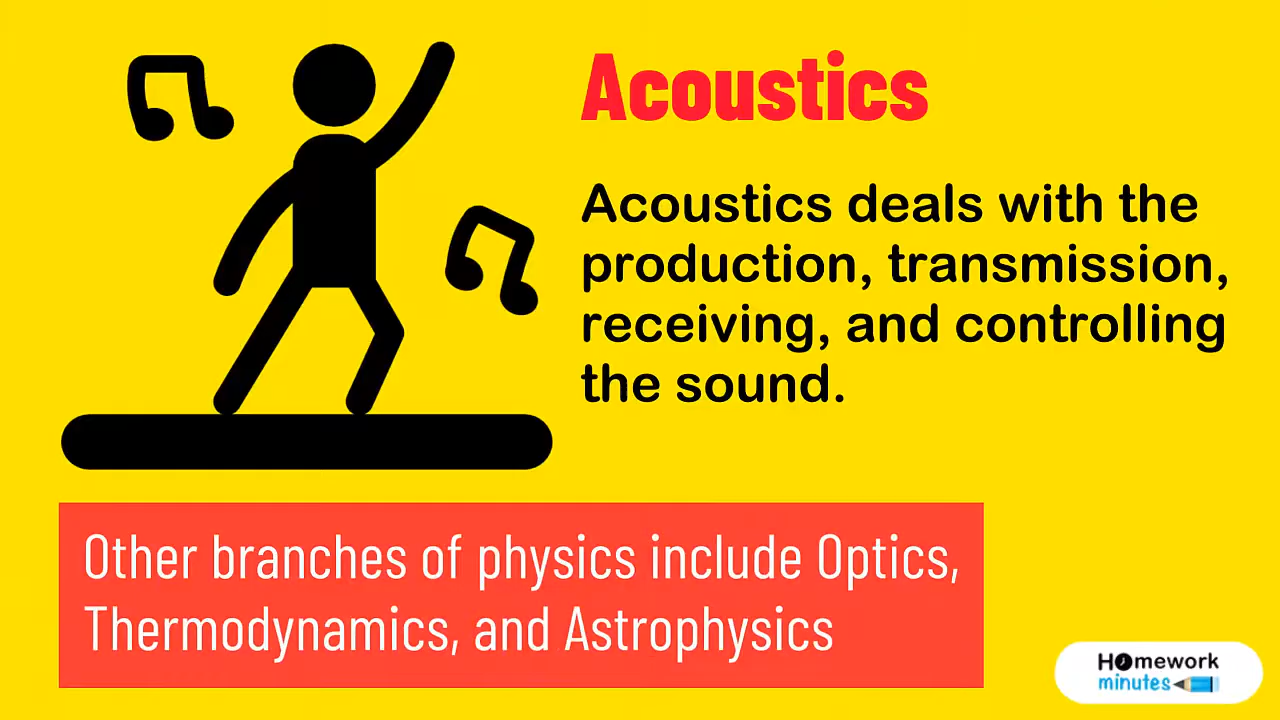 Acoustics
Acoustics deals with the
production, transmission,
receiving, and controlling
the sound.
Other branches of physics include Optics,
Thermodynamics, and Astrophysics
Homework
minutes